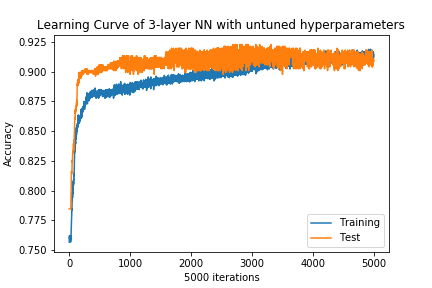 Learning Curve of 3-layer NN with untuned hyperparameters
0.925
0.900
0.875
0.850
0.825
0.800
0.775
0.750
Accuracy
Training
Test
0
1000
2000
3000
4000
5000
5000 iterations